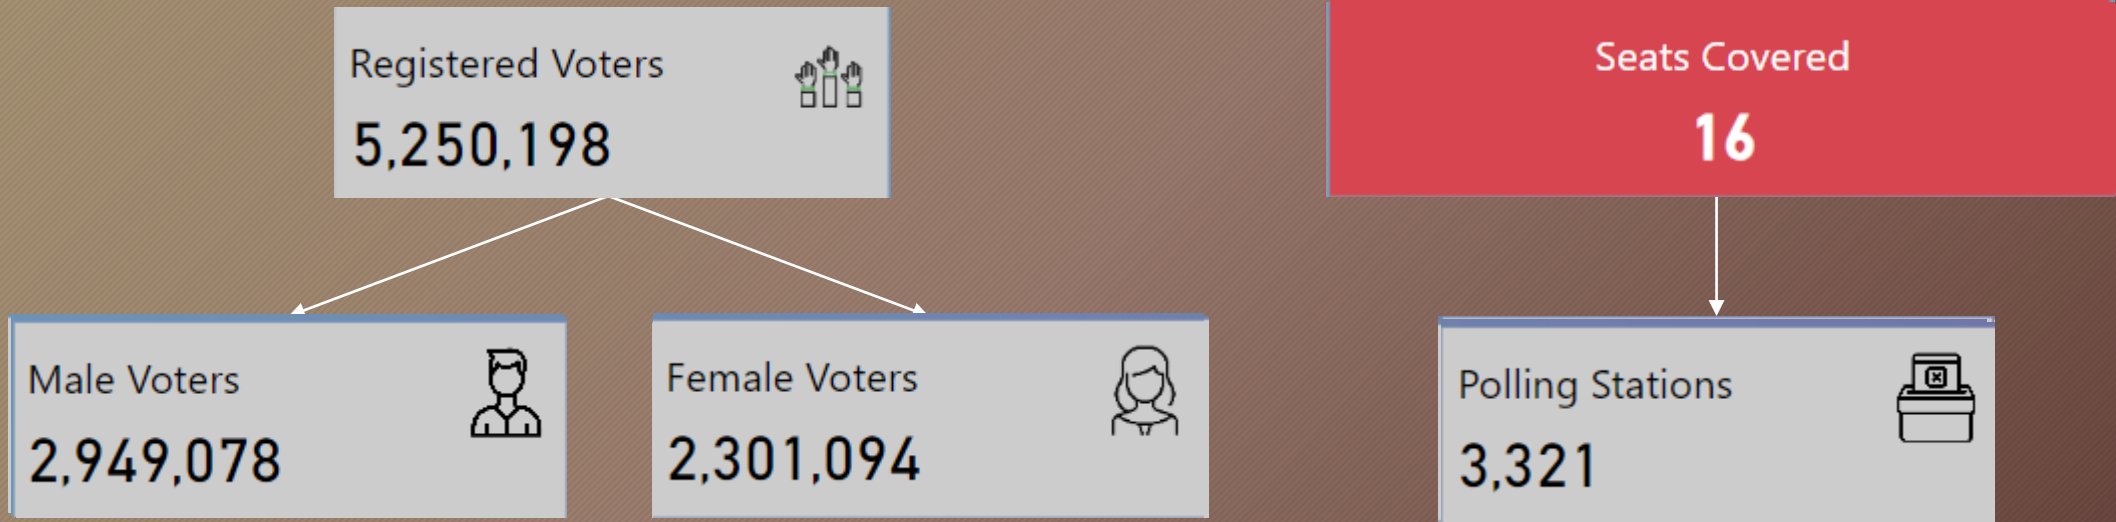 Registered Voters
5,250,198
Seats Covered
16
Male Voters
2,949,078
Female Voters
2,301,094
Polling Stations
3,321